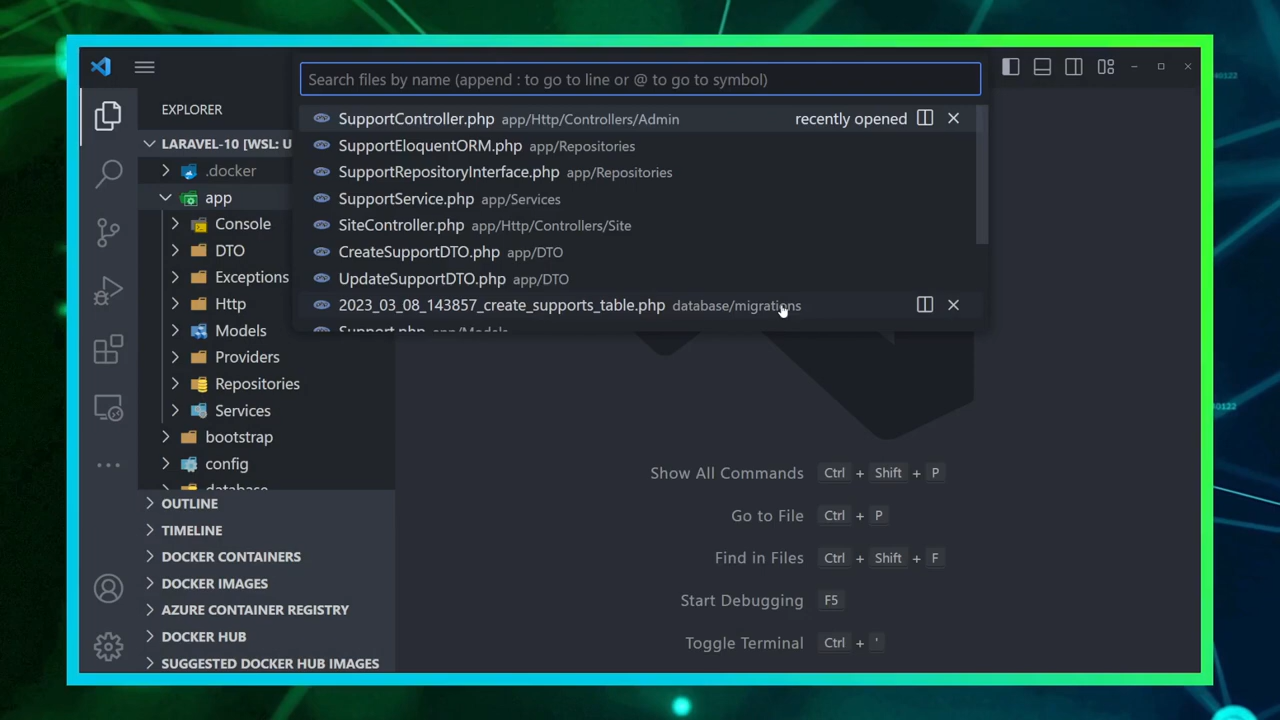 Search files by name (append : to go to line or @ to go to symbol)
SupportController.php app/Http/Controllers/Admin recently opened
SupportEloquentORM.php app/Repositories
SupportRepositoryInterface.php app/Repositories
SupportService.php app/Services
SiteController.php app/Http/Controllers/Site
CreateSupportDTO.php app/DTO
UpdateSupportDTO.php app/DTO
2023_03_08_143857_create_supports_table.php database/migrations
Support.php app/Models
EXPLORER
LARAVEL-10 [WSL: U
.docker
app
Console
DTO
Exceptions
Http
Models
Providers
Repositories
Services
bootstrap
config
database
OUTLINE
TIMELINE
DOCKER CONTAINERS
DOCKER IMAGES
AZURE CONTAINER REGISTRY
DOCKER HUB
SUGGESTED DOCKER HUB IMAGES
Show All Commands Ctrl + Shift + P
Go to File Ctrl + P
Find in Files Ctrl + Shift + F
Start Debugging F5
Toggle Terminal Ctrl + '